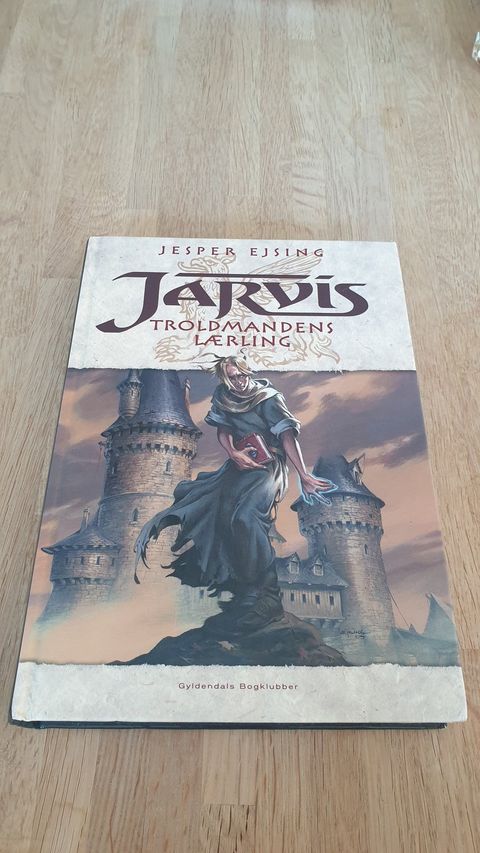 JESPER EJSING
JARVIS
TROLDMANDENS
LÆRLING
Gyldendals Bogklubber